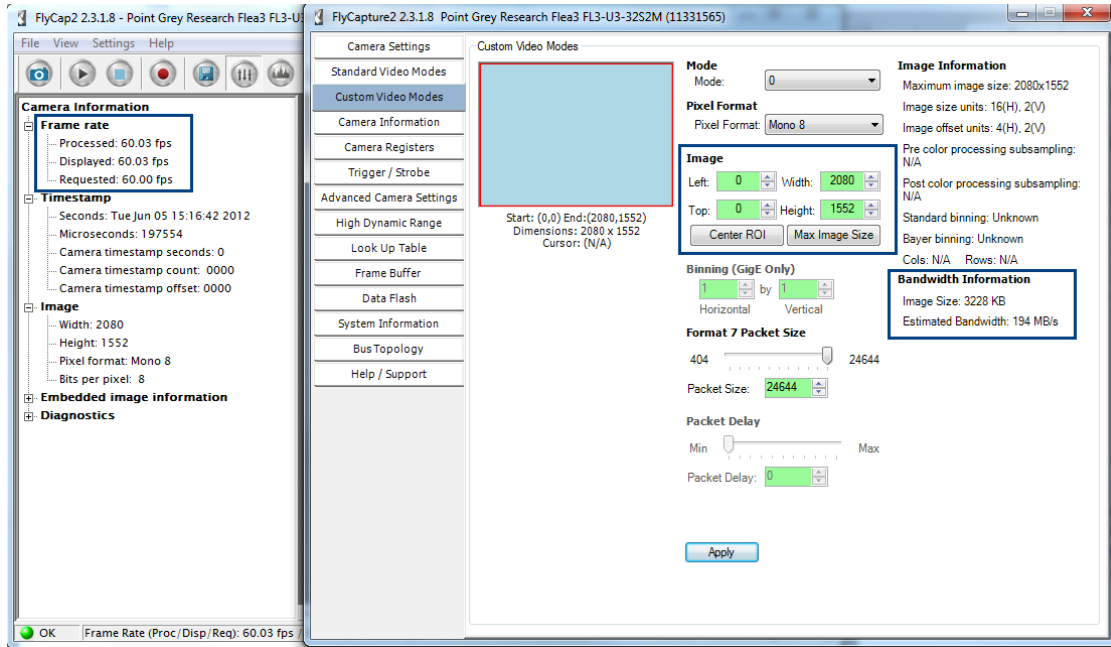 FlyCap2 2.3.1.8 - Point Grey Research Flea3 FL3-U3
File View Settings Help
Camera Information
Frame rate
Processed: 60.03 fps
Displayed: 60.03 fps
Requested: 60.00 fps
Timestamp
Seconds: Tue Jun 05 15:16:42 2012
Microseconds: 197554
Camera timestamp seconds: 0
Camera timestamp count: 0000
Camera timestamp offset: 0000
Image
Width: 2080
Height: 1552
Pixel format: Mono 8
Bits per pixel: 8
Embedded image information
Diagnostics
OK Frame Rate (Proc/Disp/Req): 60.03 fps /
FlyCapture2 2.3.1.8 Point Grey Research Flea3 FL3-U3-32S2M (11331565)
Camera Settings
Standard Video Modes
Custom Video Modes
Camera Information
Camera Registers
Trigger / Strobe
Advanced Camera Settings
High Dynamic Range
Look Up Table
Frame Buffer
Data Flash
System Information
Bus Topology
Help / Support
Custom Video Modes
Start: (0,0) End:(2080,1552)
Dimensions: 2080 x 1552
Cursor: (N/A)
Mode
Mode: 0
Pixel Format
Pixel Format: Mono 8
Image
Left: 0 Width: 2080
Top: 0 Height: 1552
Center ROI Max Image Size
Binning (GigE Only)
1 by 1
Horizontal Vertical
Format 7 Packet Size
404 24644
Packet Size: 24644
Packet Delay
Min Max
Packet Delay: 0
Apply
Image Information
Maximum image size: 2080x1552
Image size units: 16(H), 2(V)
Image offset units: 4(H), 2(V)
Pre color processing subsampling:
N/A
Post color processing subsampling:
N/A
Standard binning: Unknown
Bayer binning: Unknown
Cols: N/A Rows: N/A
Bandwidth Information
Image Size: 3228 KB
Estimated Bandwidth: 194 MB/s